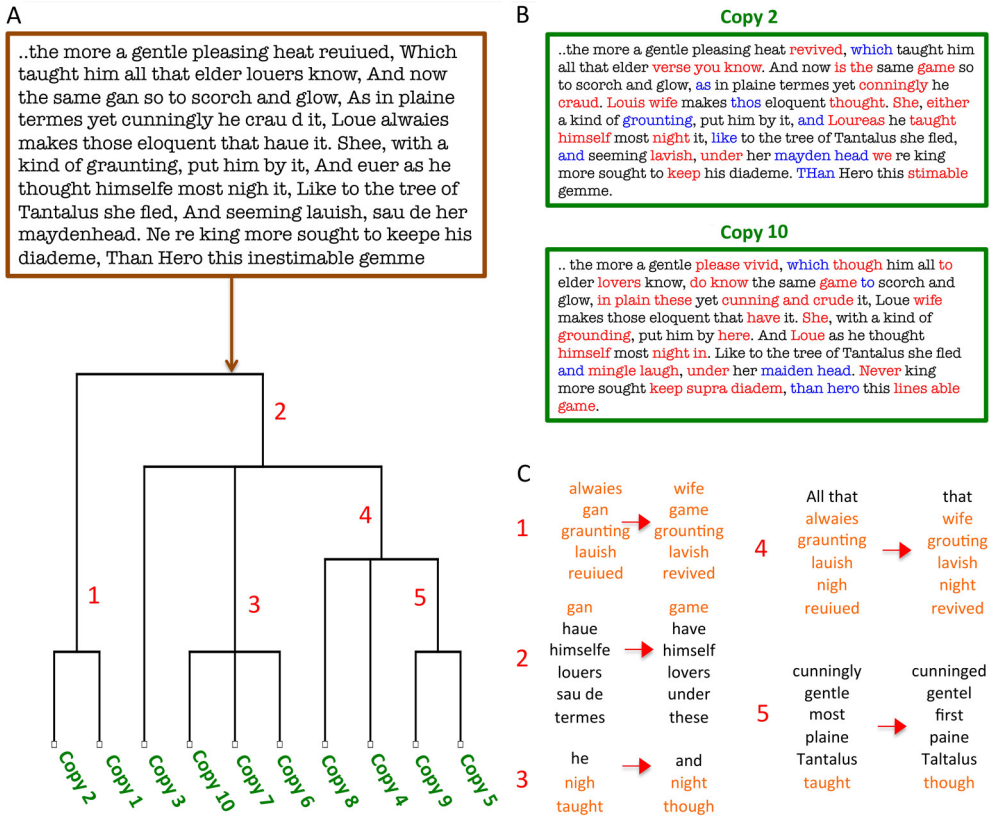 A
..the more a gentle pleasing heat reuiued, Which
taught him all that elder louers know, And now
the same gan so to scorch and glow, As in plaine
termes yet cunningly he crau d it, Loue alwaies
makes those eloquent that haue it. Shee, with a
kind of graunting, put him by it, And euer as he
thought himselfe most nigh it, Like to the tree of
Tantalus she fled, And seeming lauish, sau de her
maydenhead. Ne re king more sought to keepe his
diademe, Than Hero this inestimable gemme
2
4
1
3
5
Copy 2
Copy 1
Copy 3
Copy 10
Copy 7
Copy 6
Copy 8
Copy 4
Copy 9
Copy 5
B
Copy 2
..the more a gentle pleasing heat revived, which taught him
all that elder verse you know. And now is the same game so
to scorch and glow, as in plaine termes yet conningly he
craud. Louis wife makes thos eloquent thought. She, either
a kind of grounting, put him by it, and Loureas he taught
himself most night it, like to the tree of Tantalus she fled,
and seeming lavish, under her mayden head we re king
more sought to keep his diademe. THan Hero this stimable
gemme.
Copy 10
.. the more a gentle please vivid, which though him all to
elder lovers know, do know the same game to scorch and
glow, in plain these yet cunning and crude it, Loue wife
makes those eloquent that have it. She, with a kind of
grounding, put him by here. And Loue as he thought
himself most night in. Like to the tree of Tantalus she fled
and mingle laugh, under her maiden head. Never king
more sought keep supra diadem, than hero this lines able
game.
C
1
alwaies wife
gan game
graunting grounting
lauish lavish
reuiued revived
2
gan game
haue have
himselfe himself
louers lovers
sau de under
termes these
3
he and
nigh night
taught though
4
All that that
alwaies wife
graunting grouting
lauish lavish
nigh night
reuiued revived
5
cunningly cunninged
gentle gentel
most first
plaine paine
Tantalus Taltalus
taught though